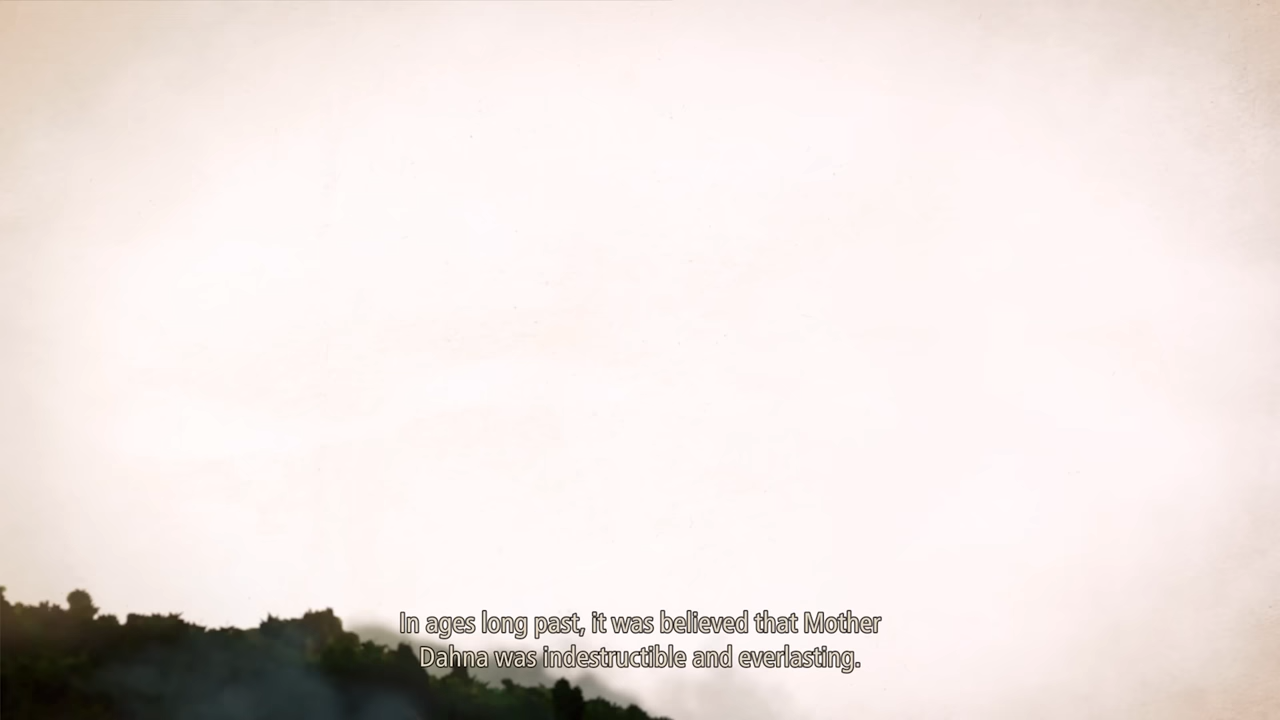 In ages long past, it was believed that Mother
Dahna was indestructible and everlasting.